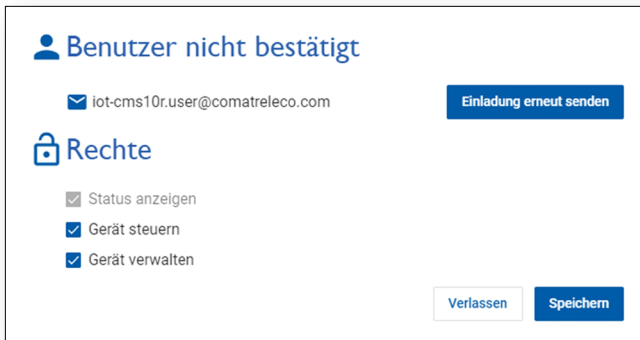 Benutzer nicht bestätigt
iot-cms10r.user@comatreleco.com
Einladung erneut senden
Rechte
Status anzeigen
Gerät steuern
Gerät verwalten
Verlassen
Speichern